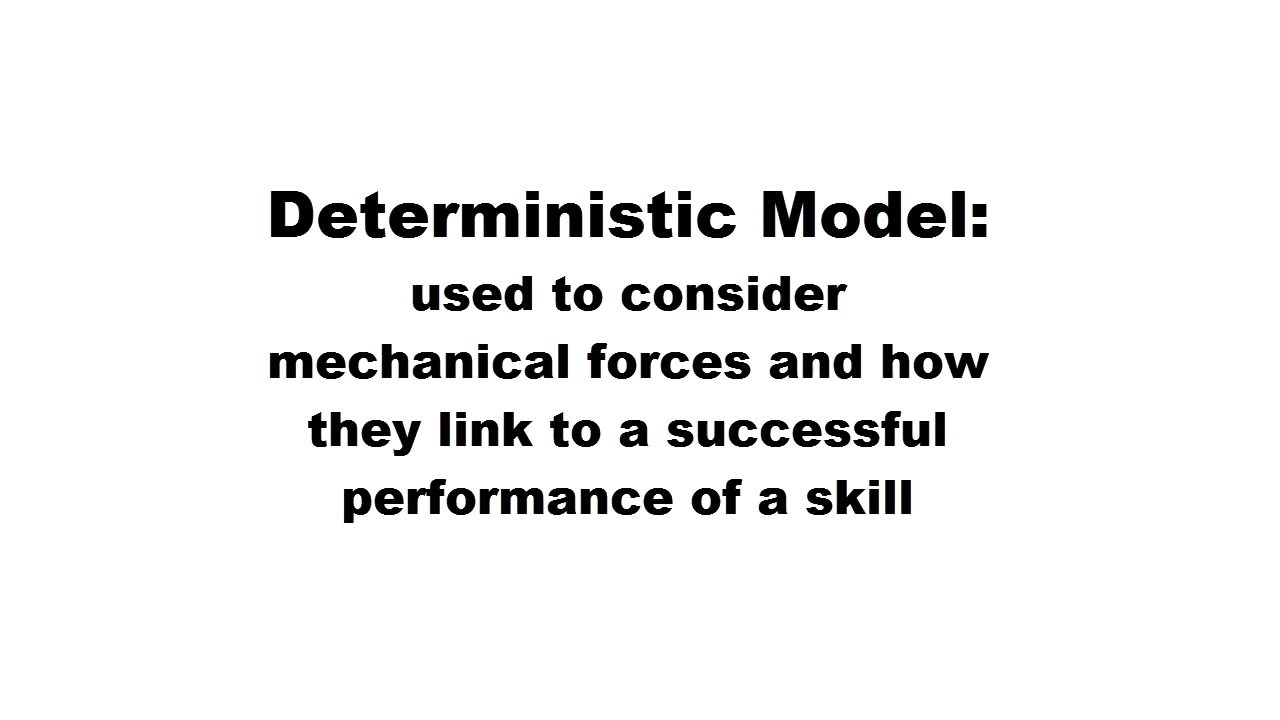 Deterministic Model:
used to consider
mechanical forces and how
they link to a successful
performance of a skill